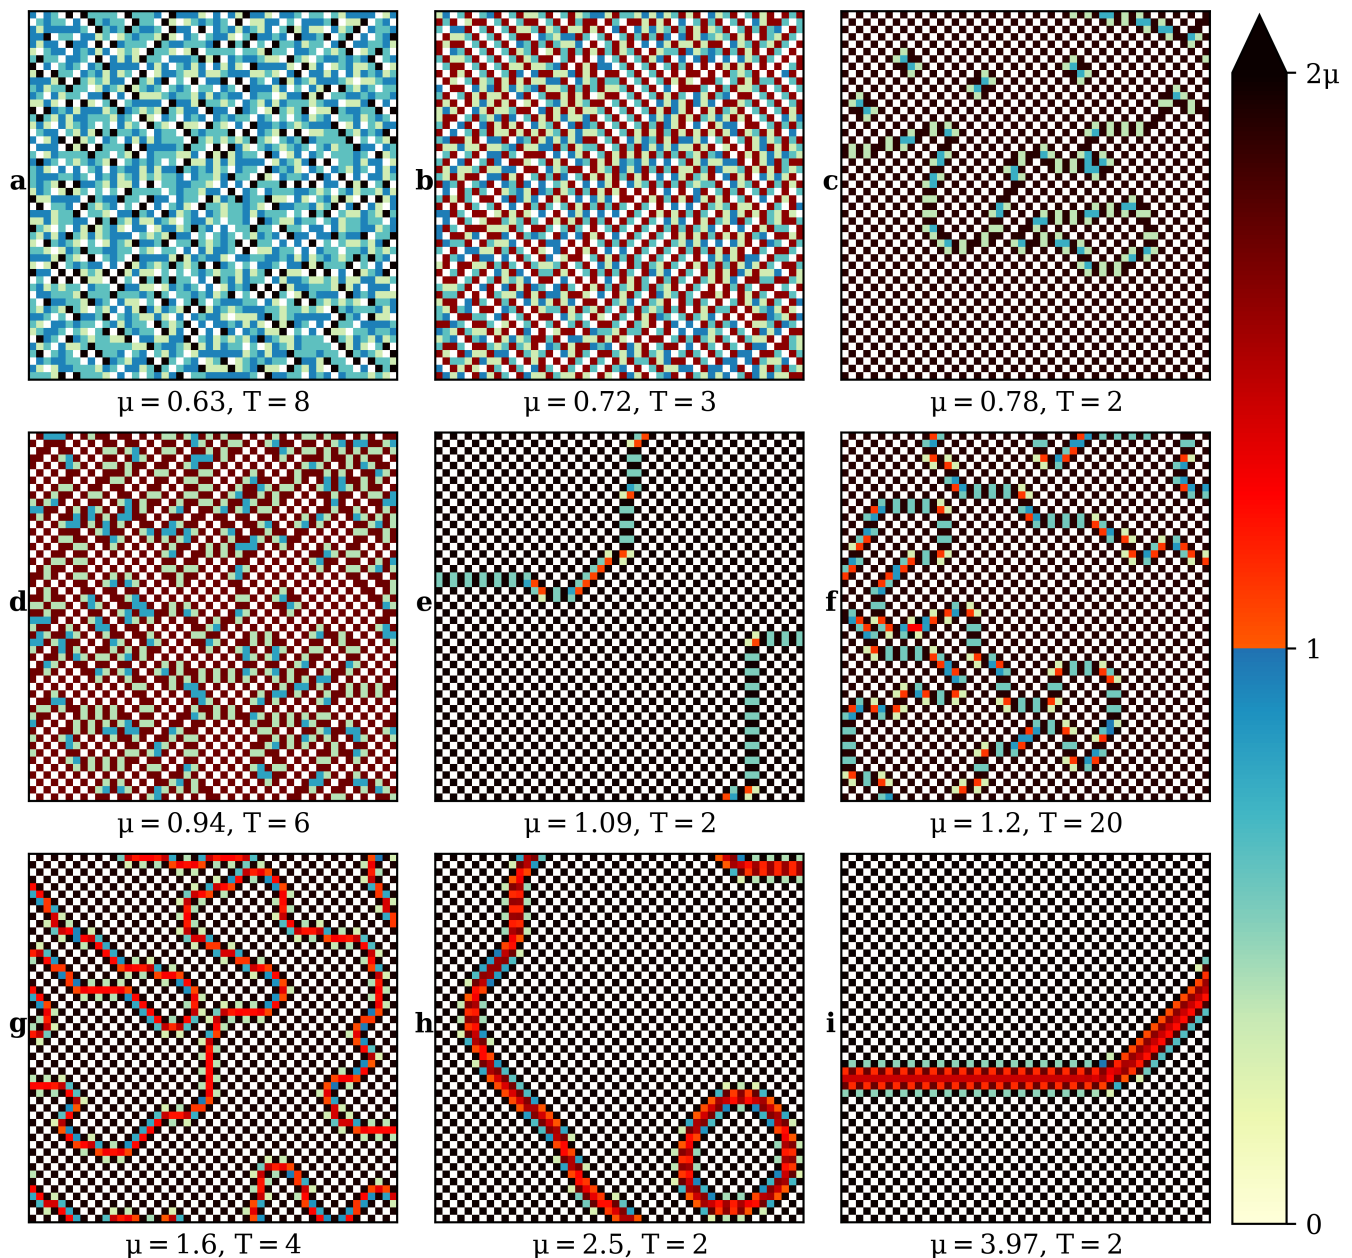 2μ
a
b
c
μ = 0.63, T = 8
μ = 0.72, T = 3
μ = 0.78, T = 2
d
e
f
1
μ = 0.94, T = 6
μ = 1.09, T = 2
μ = 1.2, T = 20
g
h
i
0
μ = 1.6, T = 4
μ = 2.5, T = 2
μ = 3.97, T = 2